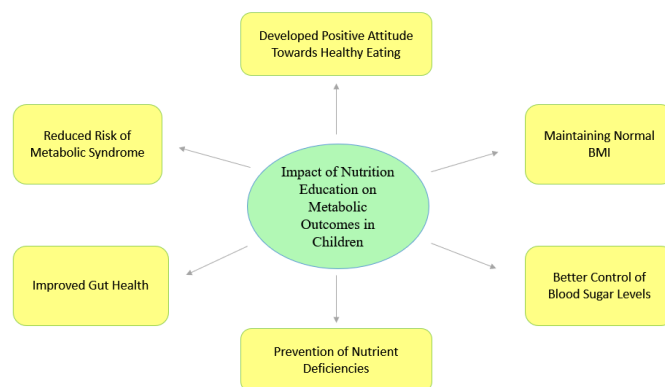 Developed Positive Attitude
Towards Healthy Eating
Reduced Risk of
Metabolic Syndrome
Maintaining Normal
BMI
Impact of Nutrition
Education on
Metabolic
Outcomes in
Children
Improved Gut Health
Better Control of
Blood Sugar Levels
Prevention of Nutrient
Deficiencies